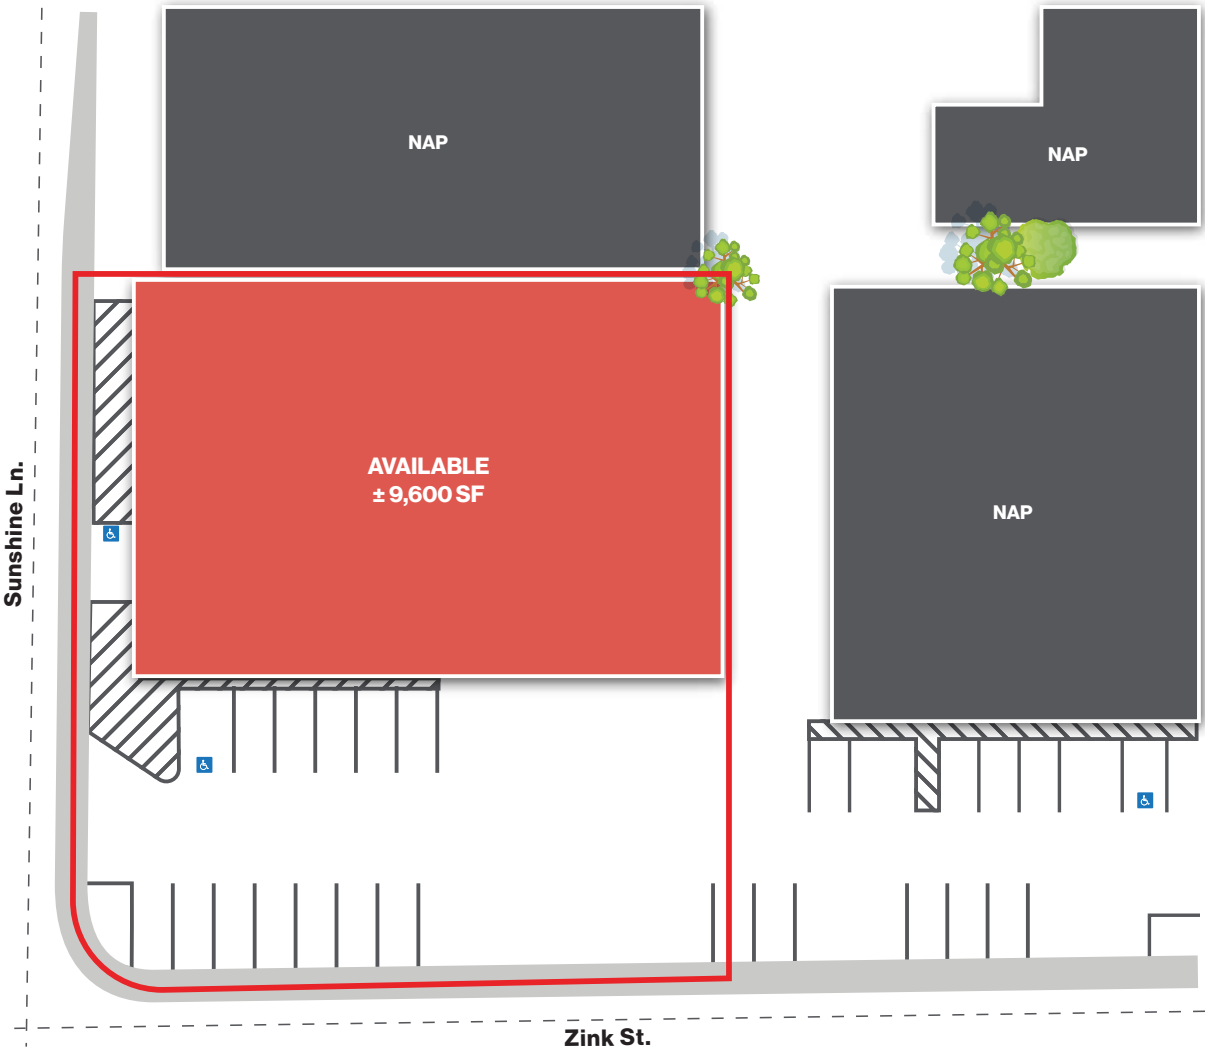 NAP
NAP
AVAILABLE
± 9,600 SF
NAP
Sunshine Ln.
Zink St.